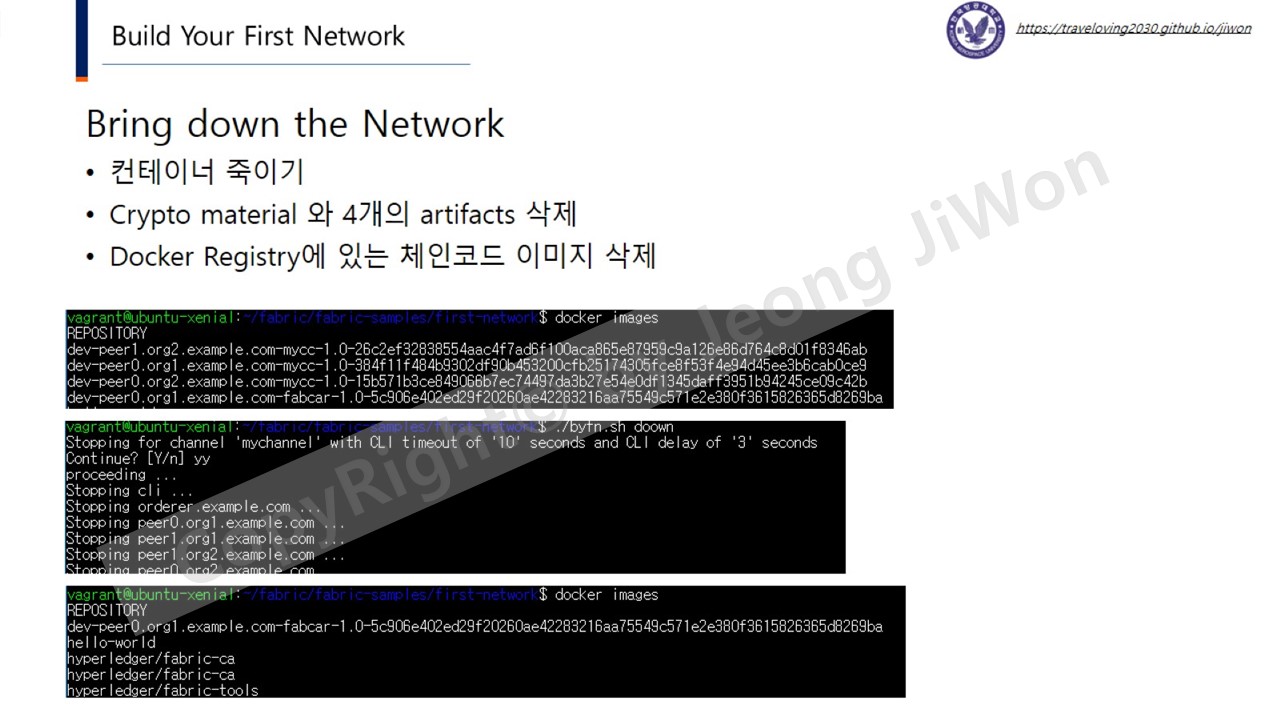 Build Your First Network
https://traveloving2030.github.io/jiwon
Bring down the Network
• 컨테이너 죽이기
• Crypto material 와 4개의 artifacts 삭제
• Docker Registry에 있는 체인코드 이미지 삭제
vagrant@ubuntu-xenial:~/fabric/fabric-samples/first-network$ docker images
REPOSITORY
dev-peer1.org2.example.com-mycc-1.0-26c2ef32838554aac4f7ad6f100aca865e87959c9a126e86d764c8d01f8346ab
dev-peer0.org1.example.com-mycc-1.0-384f11f484b9302df90b453200cfb25174305fce8f53f4e94d45ee3b6cab0ce9
dev-peer0.org2.example.com-mycc-1.0-15b571b3ce849066b7ec74497da3b27e54e0df1345daff3951b94245ce09c42b
dev-peer0.org1.example.com-fabcar-1.0-5c906e402ed29f20260ae42283216aa75549c571e2e380f3615826365d8269ba
vagrant@ubuntu-xenial:~/fabric/fabric-samples/first-network$ ./byfn.sh doown
Stopping for channel 'mychannel' with CLI timeout of '10' seconds and CLI delay of '3' seconds
Continue? [Y/n] yy
proceeding ...
Stopping cli ...
Stopping orderer.example.com ...
Stopping peer0.org1.example.com ...
Stopping peer1.org1.example.com ...
Stopping peer1.org2.example.com ...
Stopping peer0.org2.example.com
vagrant@ubuntu-xenial:~/fabric/fabric-samples/first-network$ docker images
REPOSITORY
dev-peer0.org1.example.com-fabcar-1.0-5c906e402ed29f20260ae42283216aa75549c571e2e380f3615826365d8269ba
hello-world
hyperledger/fabric-ca
hyperledger/fabric-ca
hyperledger/fabric-tools
Jeong JiWon